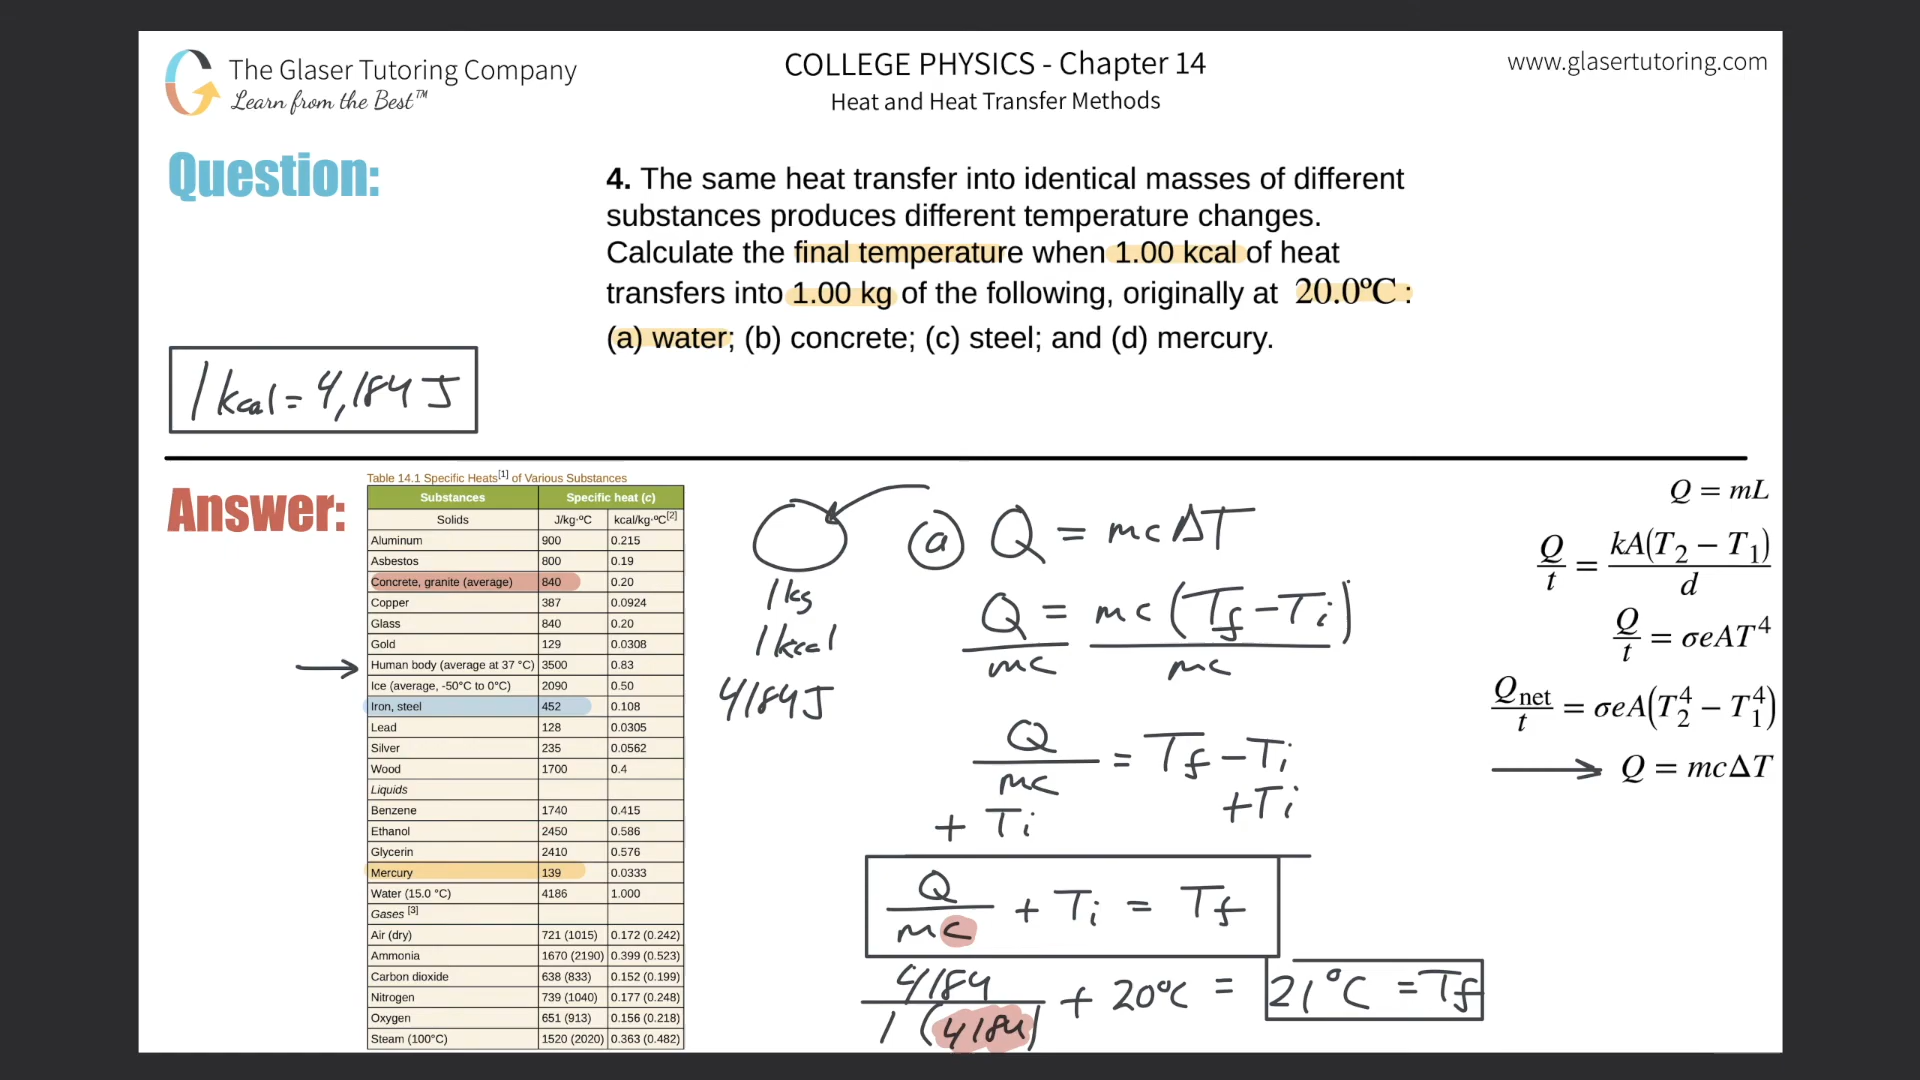 The Glaser Tutoring Company
Learn from the Best™
COLLEGE PHYSICS - Chapter 14
Heat and Heat Transfer Methods
www.glasertutoring.com
Question:
4. The same heat transfer into identical masses of different
substances produces different temperature changes.
Calculate the final temperature when 1.00 kcal of heat
transfers into 1.00 kg of the following, originally at 20.0ºC :
(a) water; (b) concrete; (c) steel; and (d) mercury.
1 kcal = 4,184 J
Answer:
Table 14.1 Specific Heats[1] of Various Substances
Substances Specific heat (c)
Solids J/kg·ºC kcal/kg·ºC[2]
Aluminum 900 0.215
Asbestos 800 0.19
Concrete, granite (average) 840 0.20
Copper 387 0.0924
Glass 840 0.20
Gold 129 0.0308
Human body (average at 37 °C) 3500 0.83
Ice (average, -50°C to 0°C) 2090 0.50
Iron, steel 452 0.108
Lead 128 0.0305
Silver 235 0.0562
Wood 1700 0.4
Liquids
Benzene 1740 0.415
Ethanol 2450 0.586
Glycerin 2410 0.576
Mercury 139 0.0333
Water (15.0 °C) 4186 1.000
Gases [3]
Air (dry) 721 (1015) 0.172 (0.242)
Ammonia 1670 (2190) 0.399 (0.523)
Carbon dioxide 638 (833) 0.152 (0.199)
Nitrogen 739 (1040) 0.177 (0.248)
Oxygen 651 (913) 0.156 (0.218)
Steam (100°C) 1520 (2020) 0.363 (0.482)
1 kg
1 kcal
4184 J
(a) Q = mcΔT
Q = mc (Tf - Ti)
mc mc
Q
mc = Tf - Ti
+ Ti +Ti
Q
mc + Ti = Tf
4184
1 (4184) + 20°C = 21°C = Tf
Q = mL
Q/t = kA(T2 − T1)/d
Q/t = σeAT⁴
Qnet/t = σeA(T2⁴ − T1⁴)
Q = mcΔT